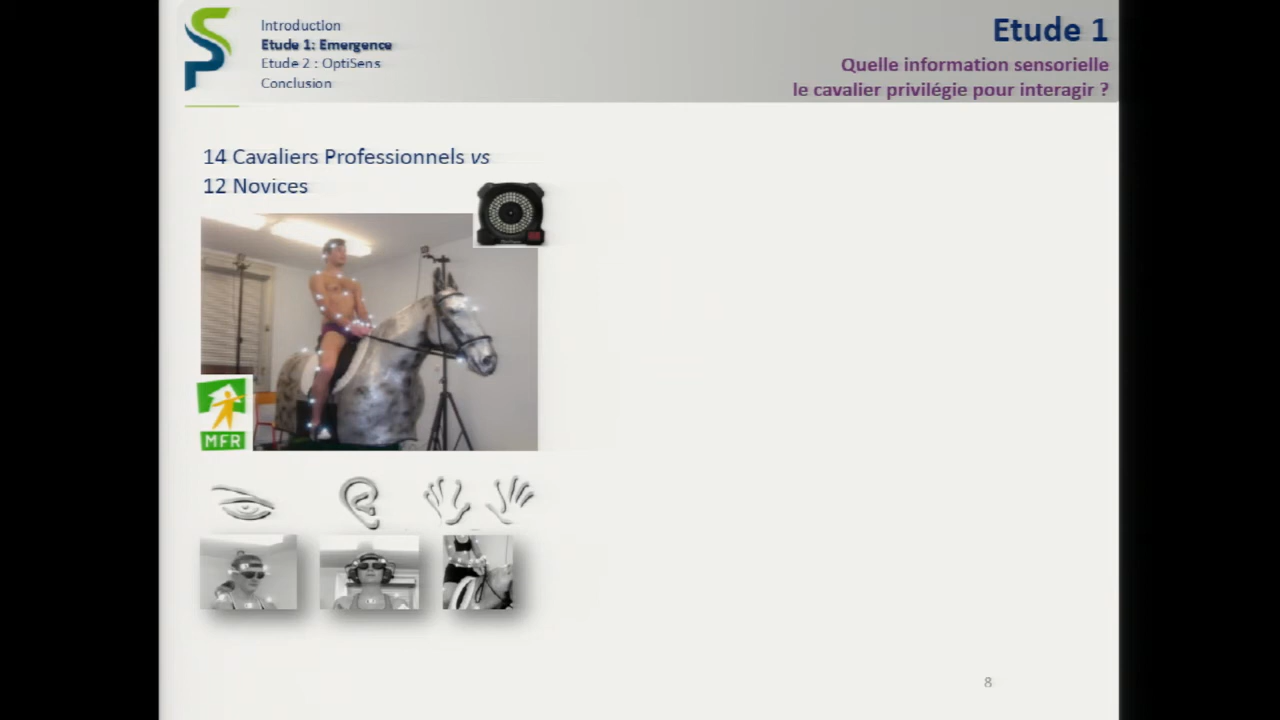 Introduction
Etude 1: Emergence
Etude 2 : OptiSens
Conclusion
Etude 1
Quelle information sensorielle
le cavalier privilégie pour interagir ?
14 Cavaliers Professionnels vs
12 Novices
MFR
8